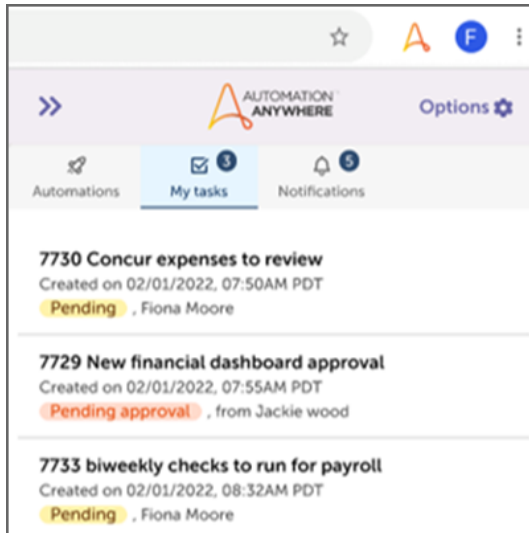 F
AUTOMATION
ANYWHERE
Options
3
5
Automations
My tasks
Notifications
7730 Concur expenses to review
Created on 02/01/2022, 07:50AM PDT
Pending , Fiona Moore
7729 New financial dashboard approval
Created on 02/01/2022, 07:55AM PDT
Pending approval , from Jackie wood
7733 biweekly checks to run for payroll
Created on 02/01/2022, 08:32AM PDT
Pending , Fiona Moore